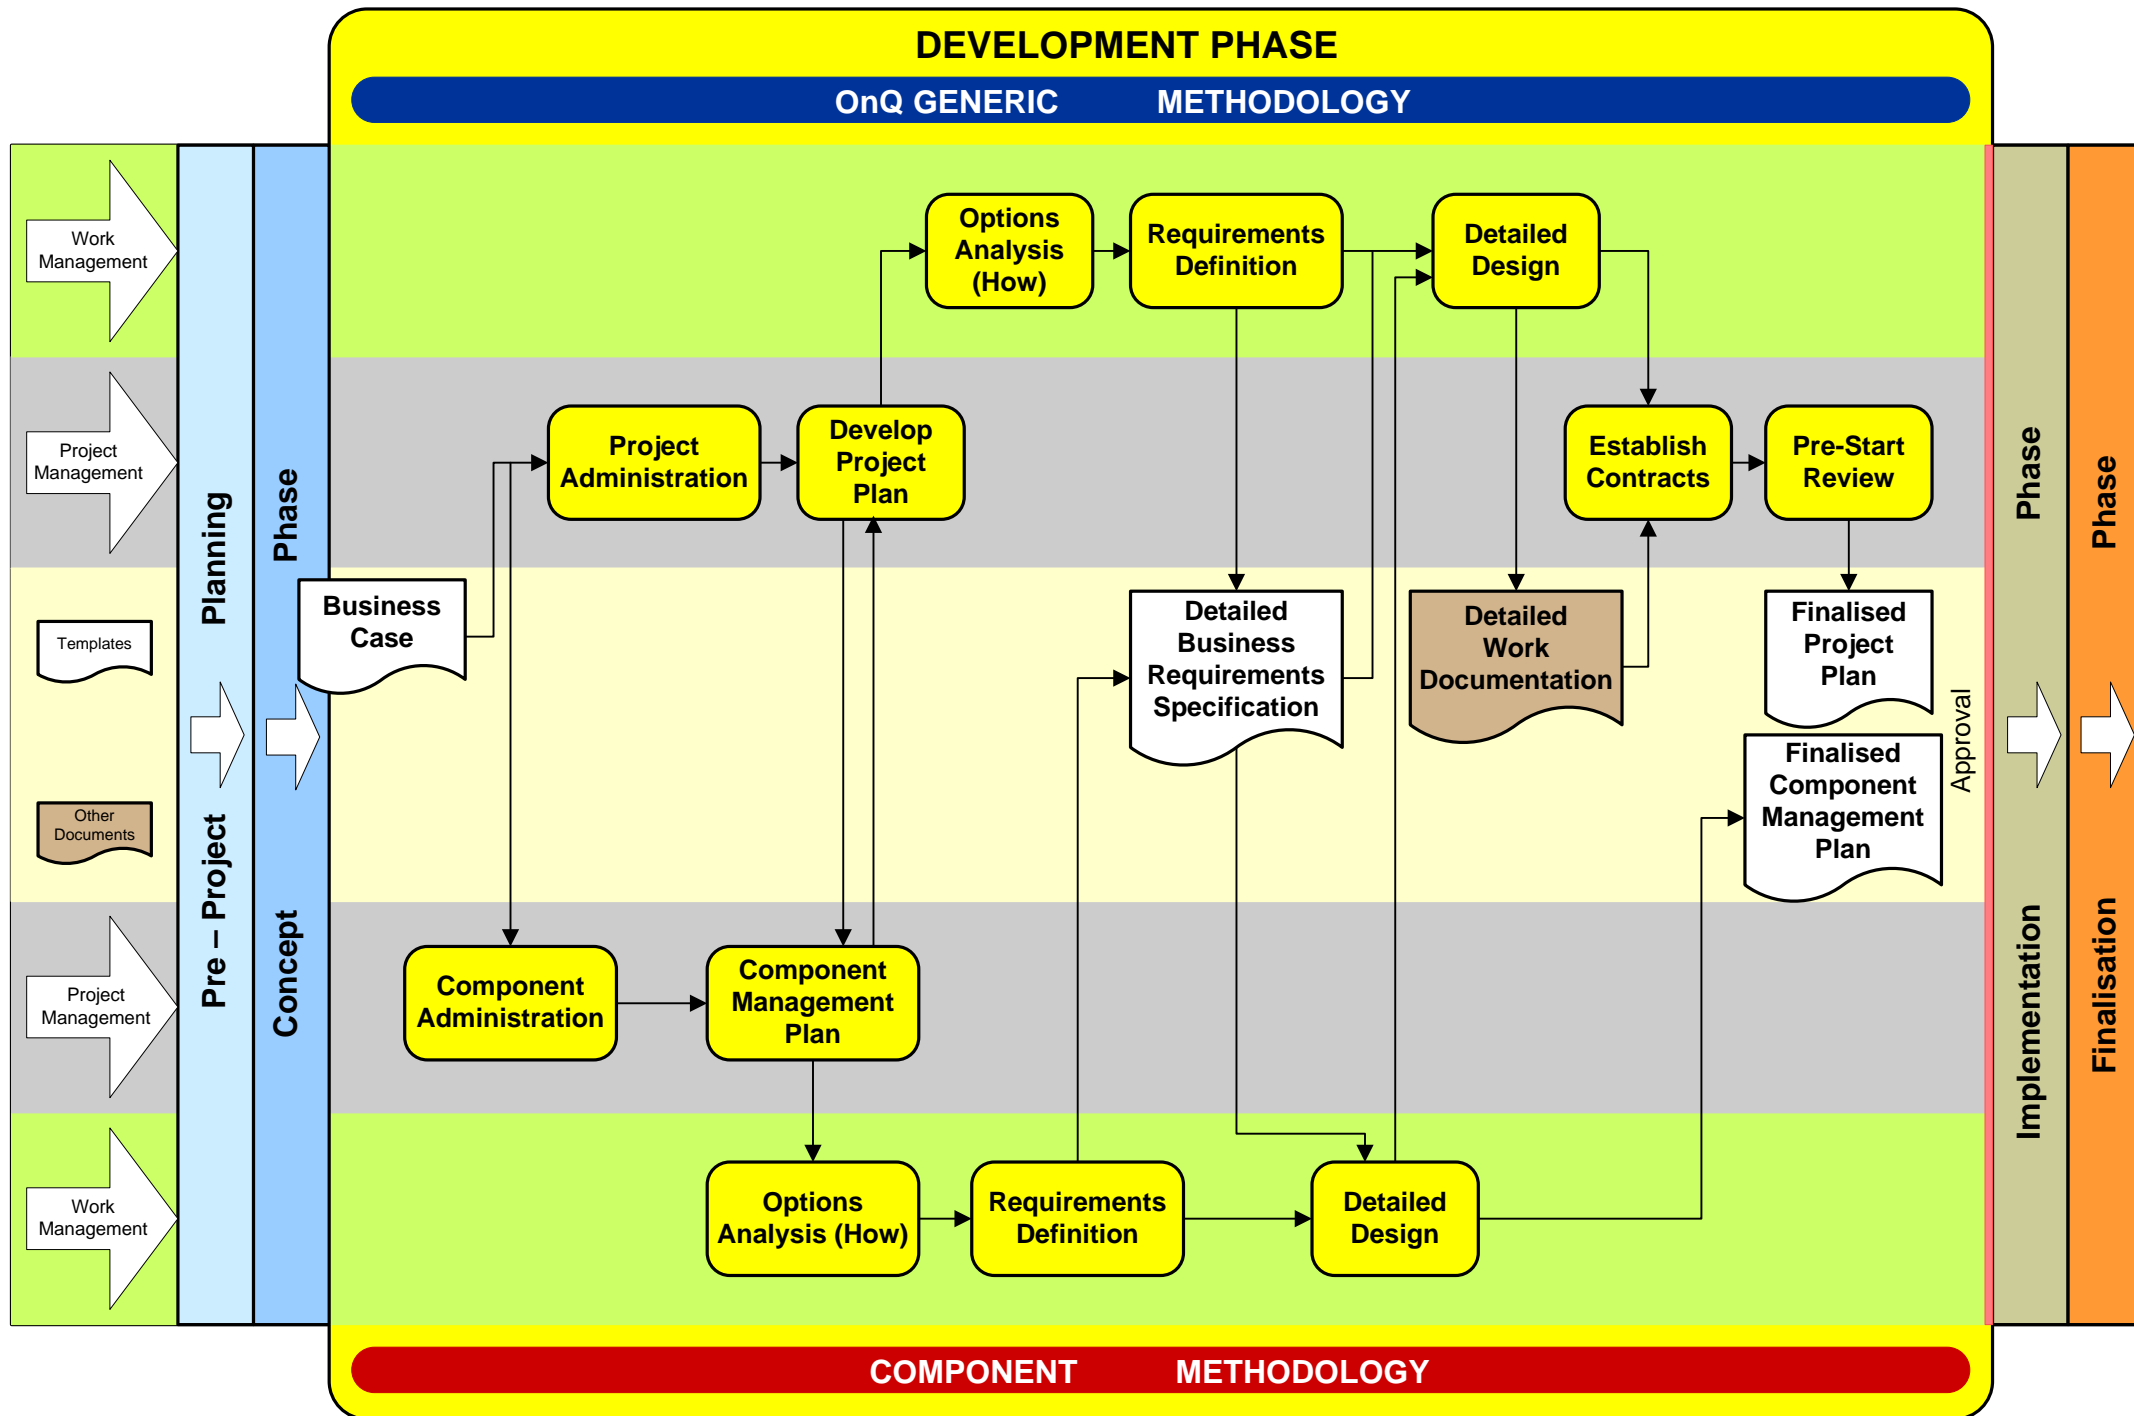 DEVELOPMENT PHASE
OnQ GENERIC METHODOLOGY
Work
Management
Project
Management
Templates
Other
Documents
Project
Management
Work
Management
Pre – Project Planning
Concept Phase
Options
Analysis
(How)
Requirements
Definition
Detailed
Design
Project
Administration
Develop
Project
Plan
Establish
Contracts
Pre-Start
Review
Business
Case
Detailed
Business
Requirements
Specification
Detailed
Work
Documentation
Finalised
Project
Plan
Finalised
Component
Management
Plan
Approval
Component
Administration
Component
Management
Plan
Options
Analysis (How)
Requirements
Definition
Detailed
Design
Implementation Phase
Finalisation Phase
COMPONENT METHODOLOGY